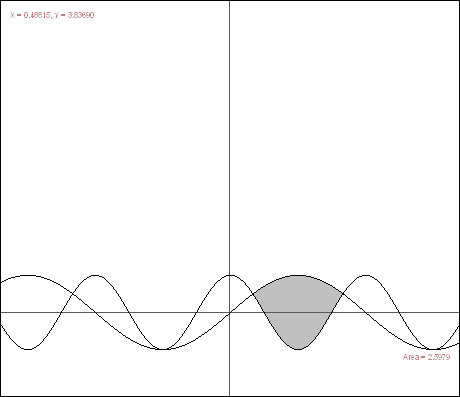 X = 0.48815, Y = 3.83690
Area = 2.5979